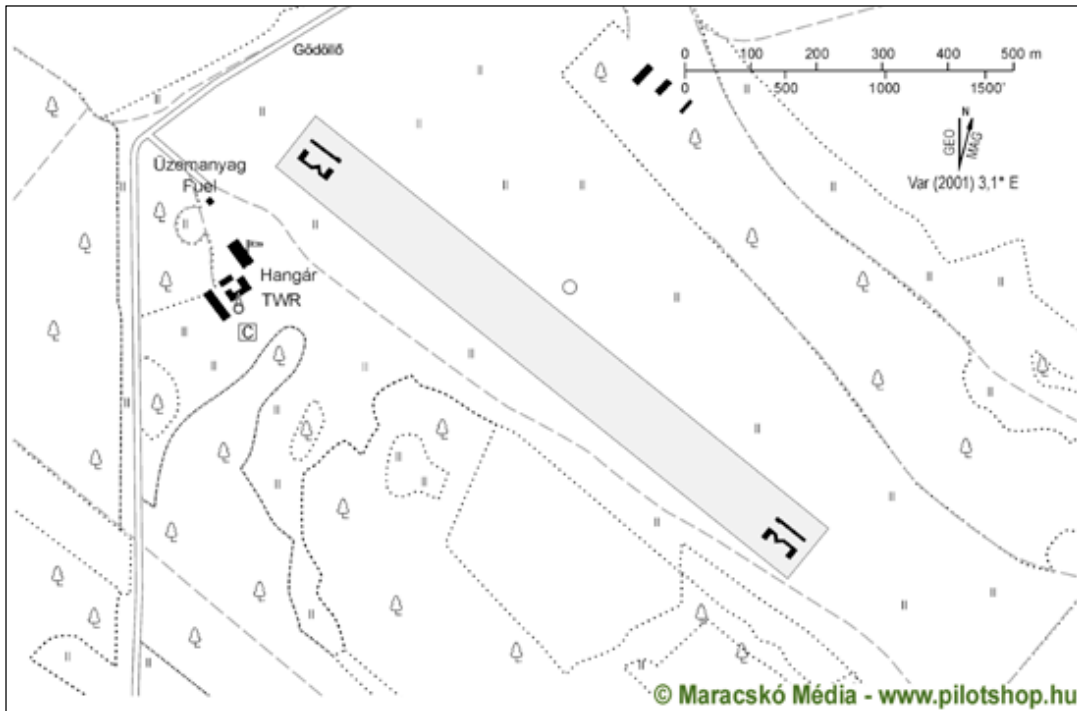 Gödöllő
0 100 200 300 400 500 m
0 500 1000 1500'
N
GEO
MAG
Var (2001) 3,1° E
13
Üzemanyag
Fuel
Hangár
TWR
C
31
© Maracskó Média - www.pilotshop.hu